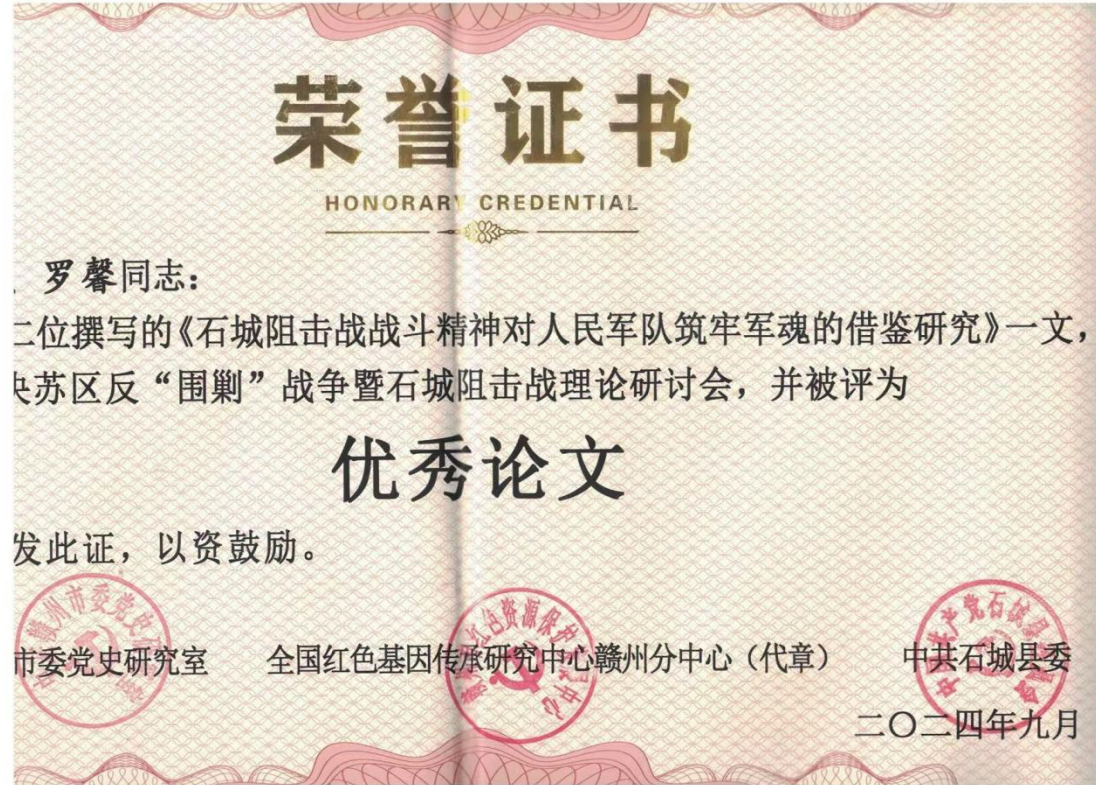 荣誉证书
HONORARY CREDENTIAL
罗馨同志：
二位撰写的《石城阻击战战斗精神对人民军队筑牢军魂的借鉴研究》一文，
央苏区反“围剿”战争暨石城阻击战理论研讨会，并被评为
优秀论文
发此证，以资鼓励。
市委党史研究室 全国红色基因传承研究中心赣州分中心（代章） 中共石城县委
二〇二四年九月